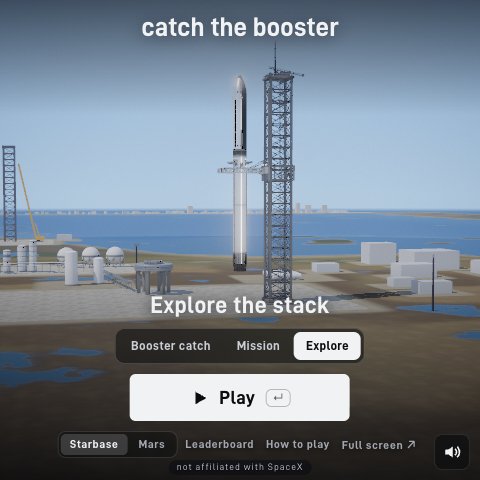 catch the booster
Explore the stack
Booster catch Mission Explore
Play
Starbase Mars Leaderboard How to play Full screen ↗
not affiliated with SpaceX